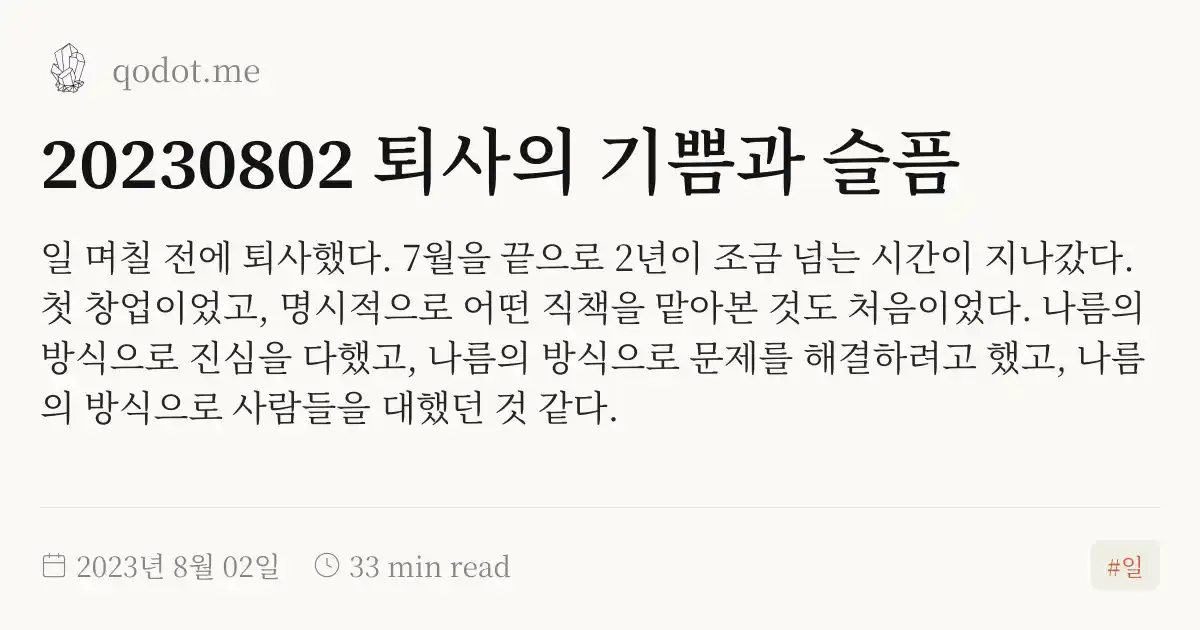 qodot.me
20230802 퇴사의 기쁨과 슬픔
일 며칠 전에 퇴사했다. 7월을 끝으로 2년이 조금 넘는 시간이 지나갔다.
첫 창업이었고, 명시적으로 어떤 직책을 맡아본 것도 처음이었다. 나름의
방식으로 진심을 다했고, 나름의 방식으로 문제를 해결하려고 했고, 나름
의 방식으로 사람들을 대했던 것 같다.
2023년 8월 02일 33 min read #일